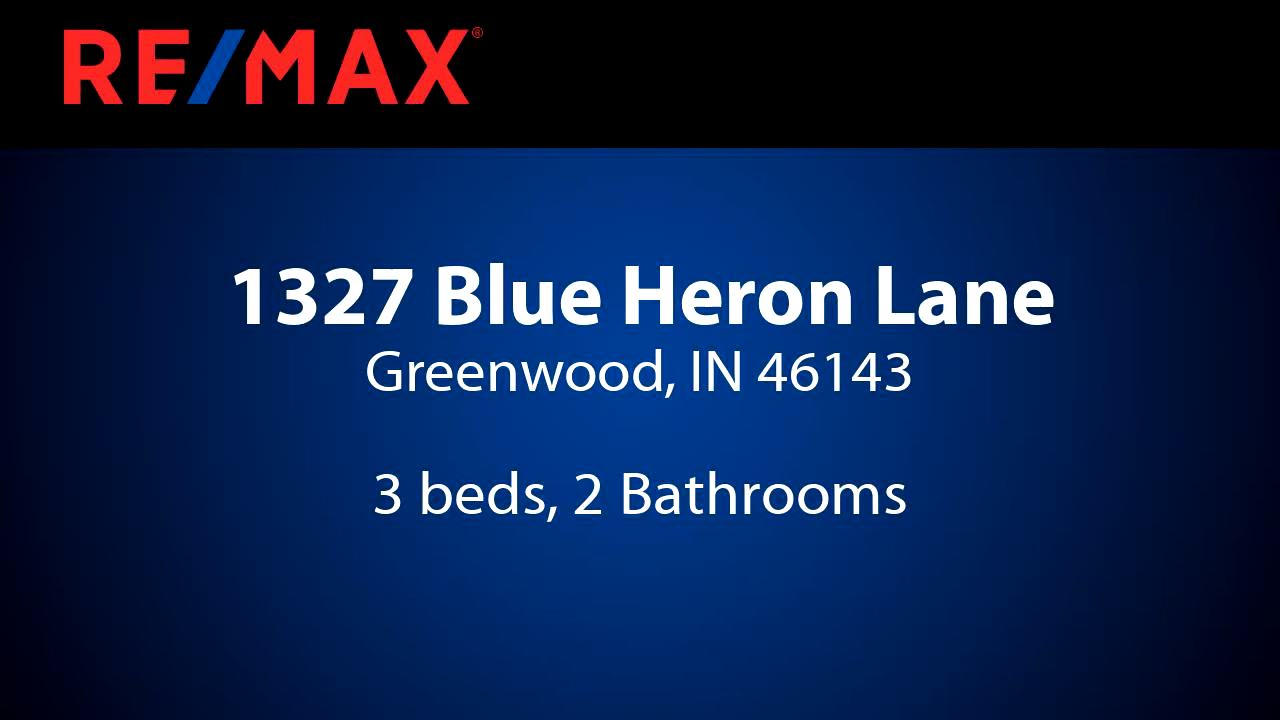 RE/MAX®
1327 Blue Heron Lane
Greenwood, IN 46143
3 beds, 2 Bathrooms